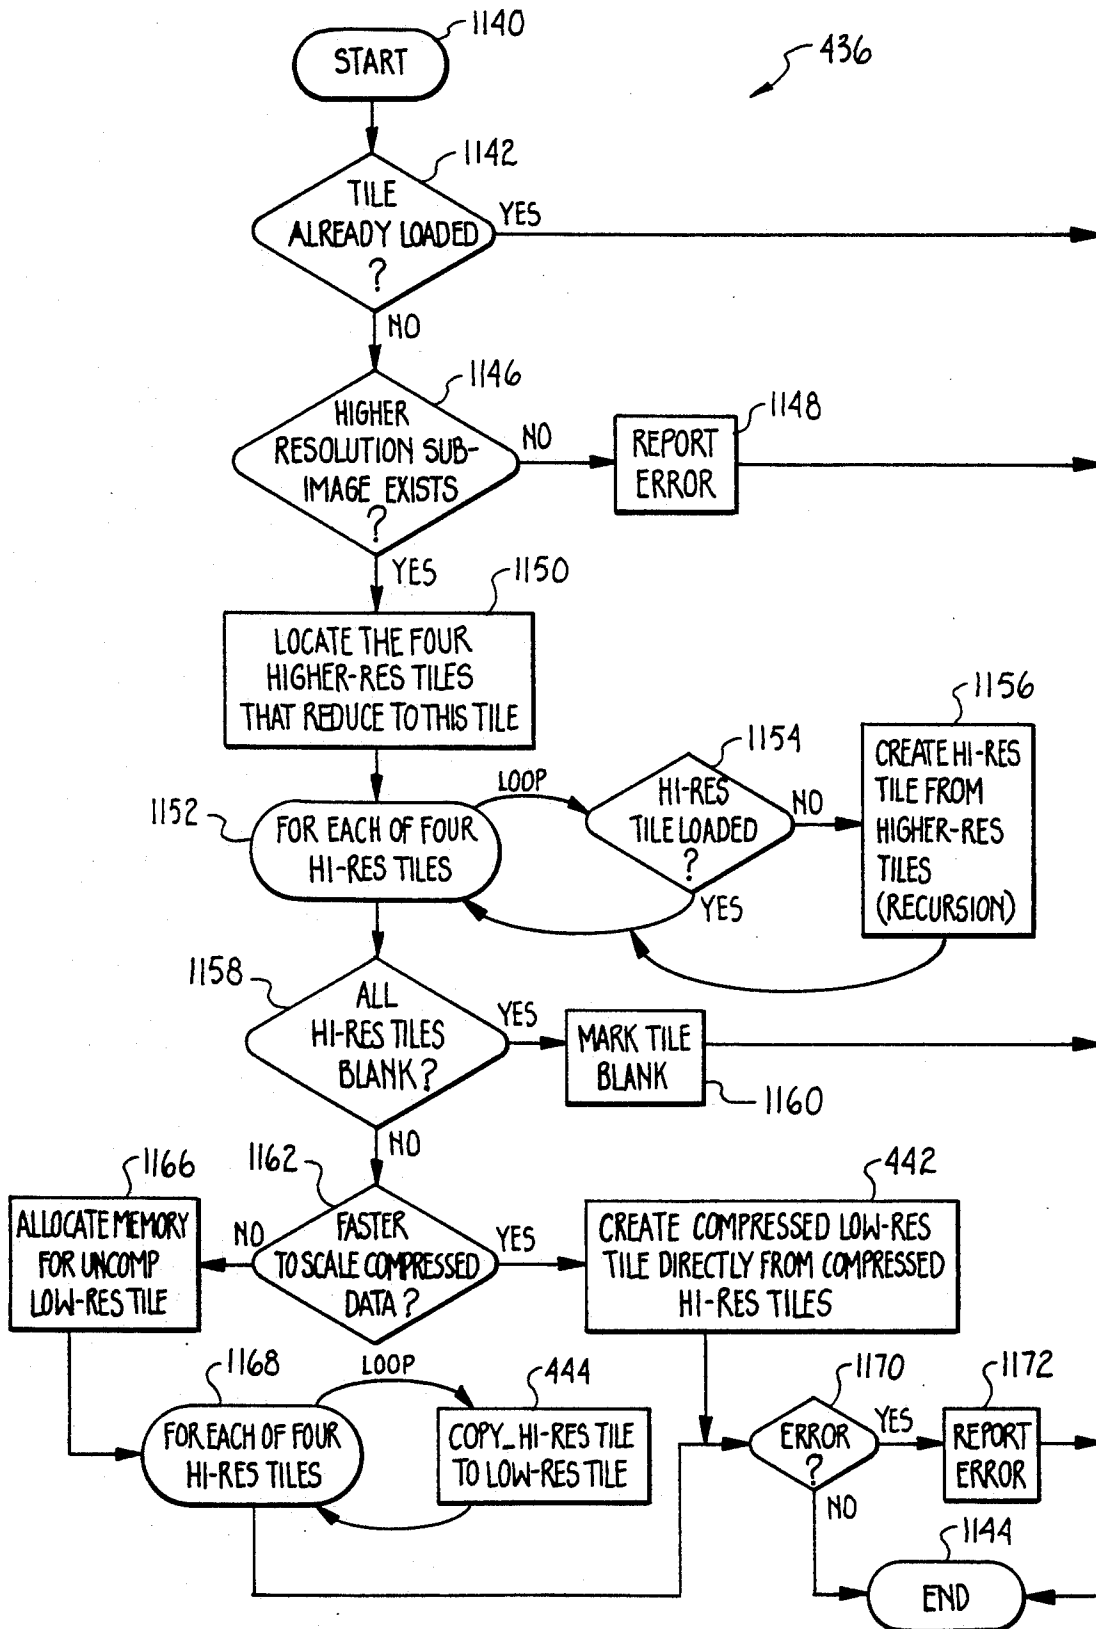 1140
START
436
1142
TILE
ALREADY LOADED
?
YES
NO
1146
HIGHER
RESOLUTION SUB-
IMAGE EXISTS
?
NO
1148
REPORT
ERROR
YES
1150
LOCATE THE FOUR
HIGHER-RES TILES
THAT REDUCE TO THIS TILE
1152
FOR EACH OF FOUR
HI-RES TILES
LOOP
1154
HI-RES
TILE LOADED
?
NO
YES
1156
CREATE HI-RES
TILE FROM
HIGHER-RES
TILES
(RECURSION)
1158
ALL
HI-RES TILES
BLANK?
YES
MARK TILE
BLANK
1160
NO
1162
FASTER
TO SCALE COMPRESSED
DATA?
NO
YES
1166
ALLOCATE MEMORY
FOR UNCOMP
LOW-RES TILE
442
CREATE COMPRESSED LOW-RES
TILE DIRECTLY FROM COMPRESSED
HI-RES TILES
1168
FOR EACH OF FOUR
HI-RES TILES
LOOP
444
COPY_HI-RES TILE
TO LOW-RES TILE
1170
ERROR
?
YES
NO
1172
REPORT
ERROR
1144
END